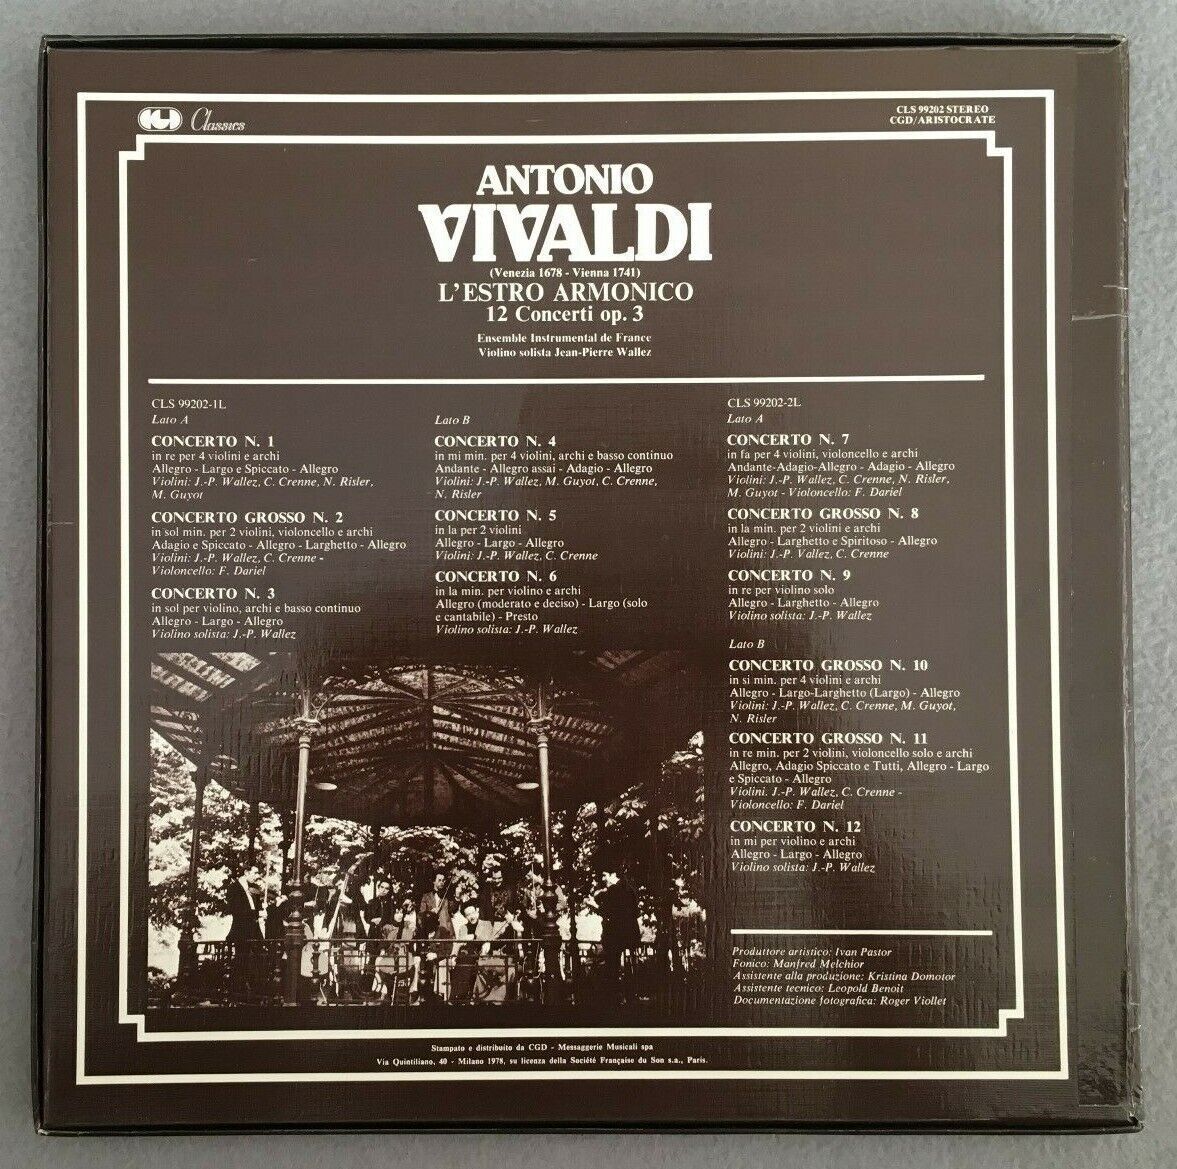 CGD Classics
CLS 99202 STEREO
CGD/ARISTOCRATE
ANTONIO
VIVALDI
(Venezia 1678 - Vienna 1741)
L'ESTRO ARMONICO
12 Concerti op. 3
Ensemble Instrumental de France
Violino solista Jean-Pierre Wallez
CLS 99202-1L
Lato A
CONCERTO N. 1
in re per 4 violini e archi
Allegro - Largo e Spiccato - Allegro
Violini: J.-P. Wallez, C. Crenne, N. Risler,
M. Guyot
CONCERTO GROSSO N. 2
in sol min. per 2 violini, violoncello e archi
Adagio e Spiccato - Allegro - Larghetto - Allegro
Violini: J.-P. Wallez, C. Crenne -
Violoncello: F. Dariel
CONCERTO N. 3
in sol per violino, archi e basso continuo
Allegro - Largo - Allegro
Violino solista: J.-P. Wallez
Lato B
CONCERTO N. 4
in mi min. per 4 violini, archi e basso continuo
Andante - Allegro assai - Adagio - Allegro
Violini: J.-P. Wallez, M. Guyot, C. Crenne,
N. Risler
CONCERTO N. 5
in la per 2 violini
Allegro - Largo - Allegro
Violini: J.-P. Wallez, C. Crenne
CONCERTO N. 6
in la min. per violino e archi
Allegro (moderato e deciso) - Largo (solo
e cantabile) - Presto
Violino solista: J.-P. Wallez
CLS 99202-2L
Lato A
CONCERTO N. 7
in fa per 4 violini, violoncello e archi
Andante-Adagio-Allegro - Adagio - Allegro
Violini: J.-P. Wallez, C. Crenne, N. Risler,
M. Guyot - Violoncello: F. Dariel
CONCERTO GROSSO N. 8
in la min. per 2 violini e archi
Allegro - Larghetto e Spiritoso - Allegro
Violini: J.-P. Vallez, C. Crenne
CONCERTO N. 9
in re per violino solo
Allegro - Larghetto - Allegro
Violino solista: J.-P. Wallez
Lato B
CONCERTO GROSSO N. 10
in si min. per 4 violini e archi
Allegro - Largo-Larghetto (Largo) - Allegro
Violini: J.-P. Wallez, C. Crenne, M. Guyot,
N. Risler
CONCERTO GROSSO N. 11
in re min. per 2 violini, violoncello solo e archi
Allegro, Adagio Spiccato e Tutti, Allegro - Largo
e Spiccato - Allegro
Violini. J.-P. Wallez, C. Crenne -
Violoncello: F. Dariel
CONCERTO N. 12
in mi per violino e archi
Allegro - Largo - Allegro
Violino solista: J.-P. Wallez
Produttore artistico: Ivan Pastor
Fonico: Manfred Melchior
Assistente alla produzione: Kristina Domotor
Assistente tecnico: Leopold Benoit
Documentazione fotografica: Roger Viollet
Stampato e distribuito da CGD - Messaggerie Musicali spa
Via Quintiliano, 40 - Milano 1978, su licenza della Société Française du Son s.a., Paris.